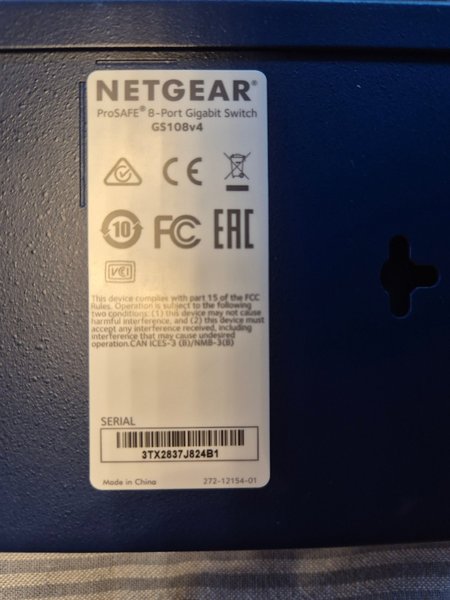 NETGEAR®
ProSAFE® 8-Port Gigabit Switch
GS108v4
CE
10 FC EAC
VCI
This device complies with part 15 of the FCC
Rules. Operation is subject to the following
two conditions: (1) this device may not cause
harmful interference, and (2) this device must
accept any interference received, including
interference that may cause undesired
operation.CAN ICES-3 (B)/NMB-3(B)
SERIAL
3TX2837J824B1
Made in China 272-12154-01